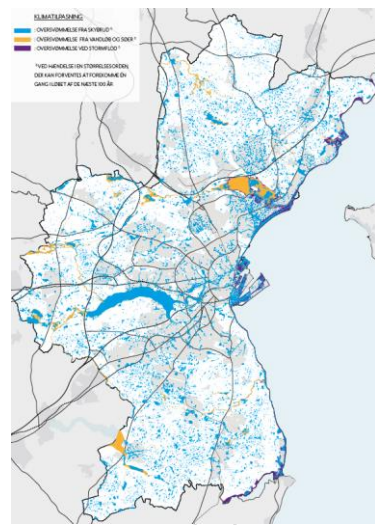 KLIMATILPASNING
: OVERSVØMMELSE FRA SKYBRUD *⁾
: OVERSVØMMELSE FRA VANDLØB OG SØER *⁾
: OVERSVØMMELSE VED STORMFLOD *⁾
*⁾ VED HÆNDELSE I EN STØRRELSESORDEN,
DER KAN FORVENTES AT FOREKOMME ÉN
GANG I LØBET AF DE NÆSTE 100 ÅR